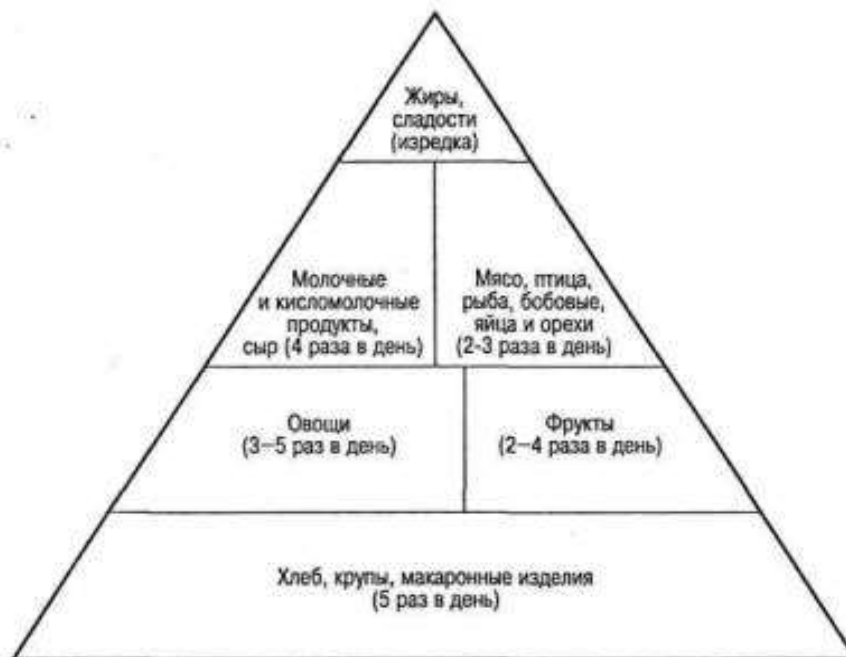 Жиры,
сладости
(изредка)
Молочные
и кисломолочные
продукты,
сыр (4 раза в день)
Мясо, птица,
рыба, бобовые,
яйца и орехи
(2-3 раза в день)
Овощи
(3–5 раз в день)
Фрукты
(2–4 раза в день)
Хлеб, крупы, макаронные изделия
(5 раз в день)